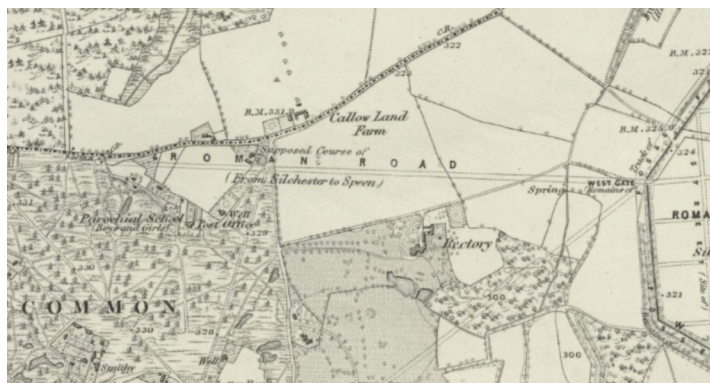 C.R.
322
323
B.M. 331.
Callow Land
Farm
B.M. 325.
324
C.R.
Supposed Course of
ROMAN ROAD
(From Silchester to Speen)
Spring
WEST GATE
(Remains of)
331
Parochial School
(Boys and Girls)
Well
Post Office
329
ROMA
STREET
Rectory
330
300
321
COMMON
330
328
Well
Smithy
300